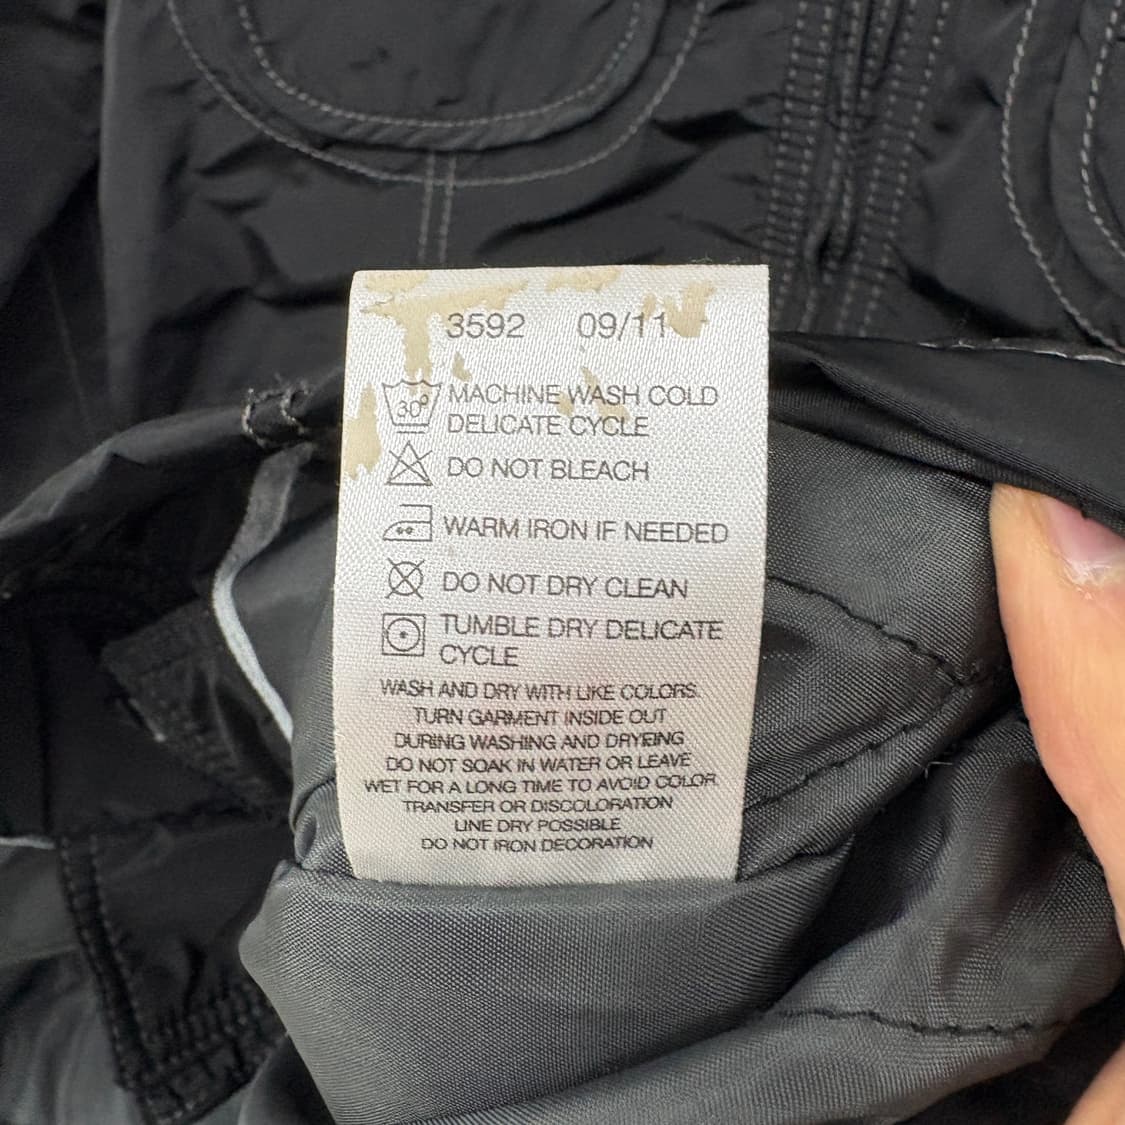 3592 09/11
30°
MACHINE WASH COLD
DELICATE CYCLE
DO NOT BLEACH
WARM IRON IF NEEDED
DO NOT DRY CLEAN
TUMBLE DRY DELICATE
CYCLE
WASH AND DRY WITH LIKE COLORS.
TURN GARMENT INSIDE OUT
DURING WASHING AND DRYEING
DO NOT SOAK IN WATER OR LEAVE
WET FOR A LONG TIME TO AVOID COLOR
TRANSFER OR DISCOLORATION
LINE DRY POSSIBLE
DO NOT IRON DECORATION